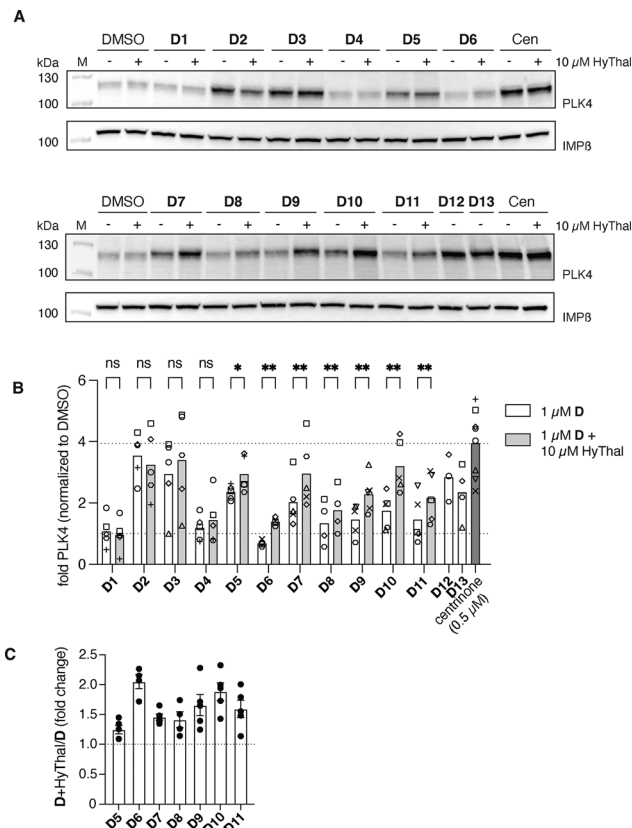 A
DMSO D1 D2 D3 D4 D5 D6 Cen
kDa M - + - + - + - + - + - + - + - + 10 µM HyThal
130
100
PLK4
100
IMPß
DMSO D7 D8 D9 D10 D11 D12 D13 Cen
kDa M - + - + - + - + - + - + - - - + 10 µM HyThal
130
100
PLK4
100
IMPß
B
ns ns ns ns * ** ** ** ** ** **
fold PLK4 (normalized to DMSO)
6
4
2
0
1 µM D
1 µM D +
10 µM HyThal
D1 D2 D3 D4 D5 D6 D7 D8 D9 D10 D11 D12 D13 centrinone
(0.5 µM)
C
D+HyThal/D (fold change)
2.5
2.0
1.5
1.0
0.5
0
D5 D6 D7 D8 D9 D10 D11